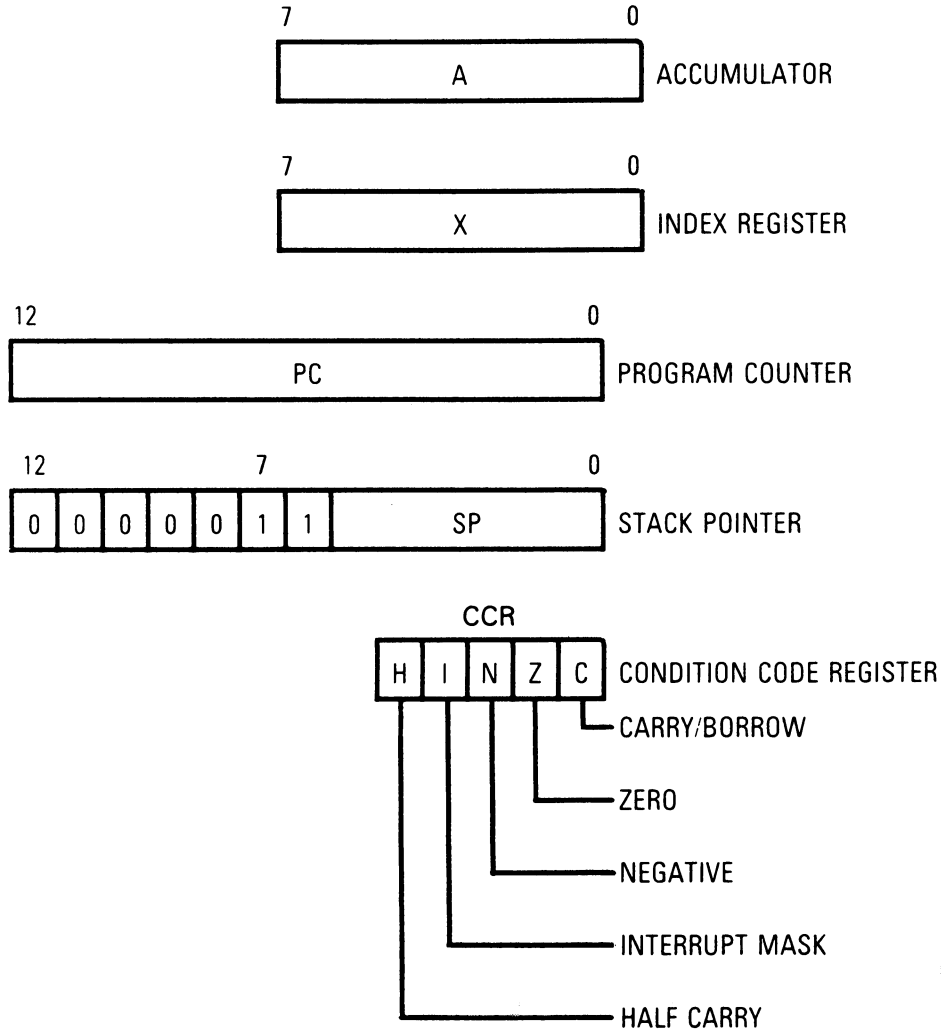 7 0
A ACCUMULATOR
7 0
X INDEX REGISTER
12 0
PC PROGRAM COUNTER
12 7 0
0 0 0 0 0 1 1 SP STACK POINTER
CCR
H I N Z C CONDITION CODE REGISTER
CARRY/BORROW
ZERO
NEGATIVE
INTERRUPT MASK
HALF CARRY